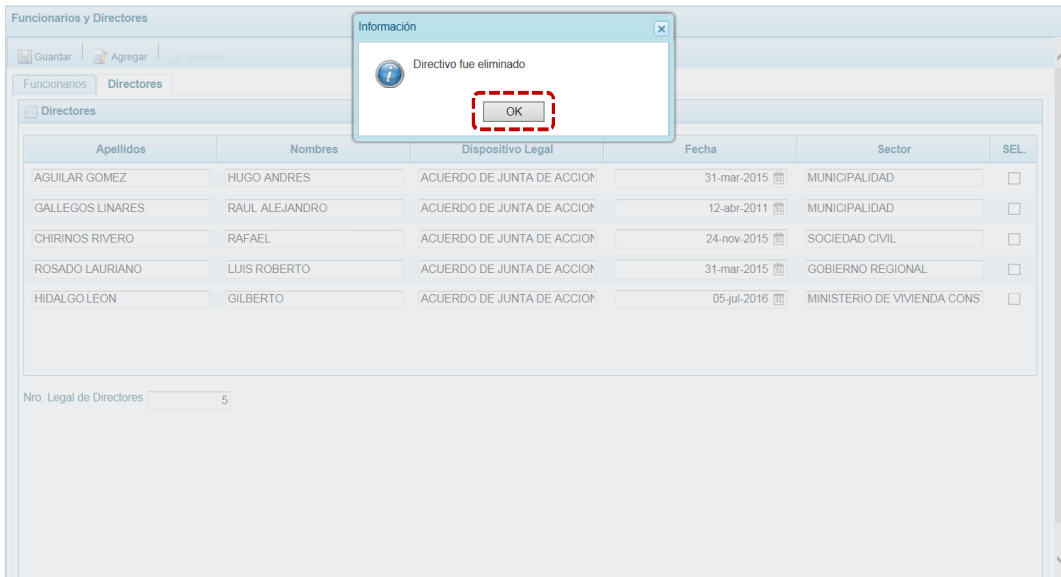 Funcionarios y Directores
Información
Guardar Agregar Eliminar
Directivo fue eliminado
OK
Funcionarios Directores
Directores
Apellidos Nombres Dispositivo Legal Fecha Sector SEL.
AGUILAR GOMEZ HUGO ANDRES ACUERDO DE JUNTA DE ACCION 31-mar-2015 MUNICIPALIDAD
GALLEGOS LINARES RAUL ALEJANDRO ACUERDO DE JUNTA DE ACCION 12-abr-2011 MUNICIPALIDAD
CHIRINOS RIVERO RAFAEL ACUERDO DE JUNTA DE ACCION 24-nov-2015 SOCIEDAD CIVIL
ROSADO LAURIANO LUIS ROBERTO ACUERDO DE JUNTA DE ACCION 31-mar-2015 GOBIERNO REGIONAL
HIDALGO LEON GILBERTO ACUERDO DE JUNTA DE ACCION 05-jul-2016 MINISTERIO DE VIVIENDA CONS
Nro. Legal de Directores 5